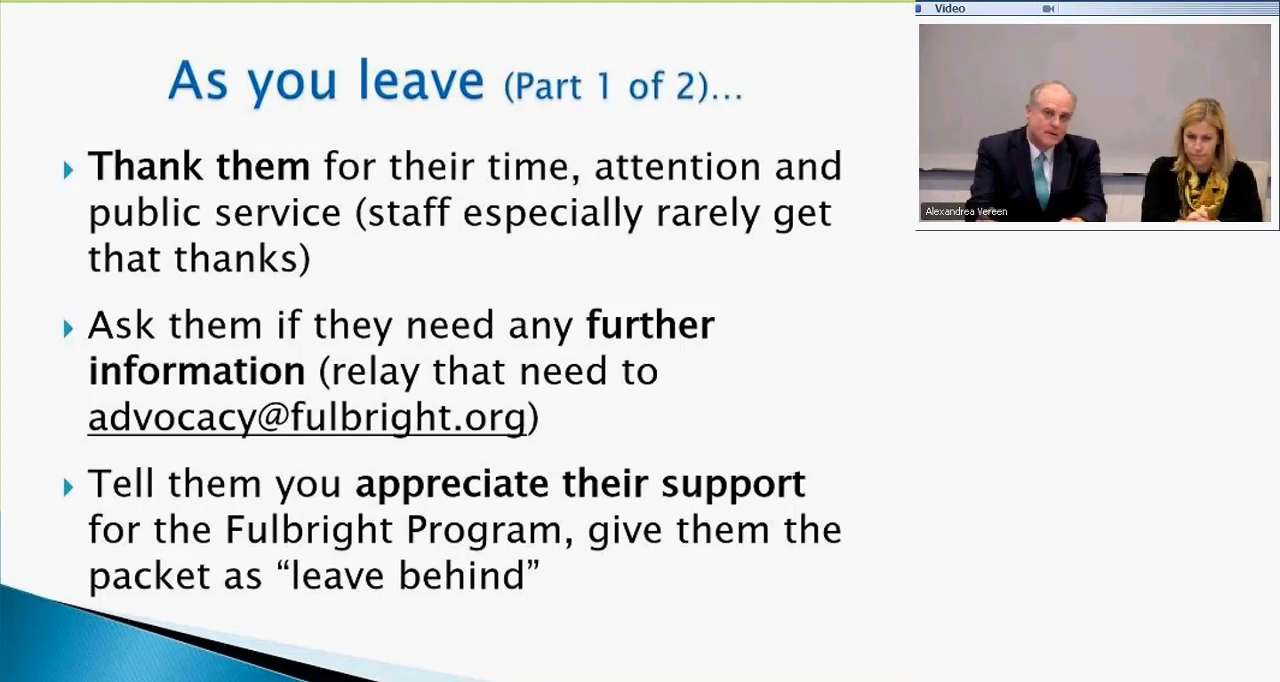 As you leave (Part 1 of 2)...
Thank them for their time, attention and
public service (staff especially rarely get
that thanks)
Ask them if they need any further
information (relay that need to
advocacy@fulbright.org)
Tell them you appreciate their support
for the Fulbright Program, give them the
packet as “leave behind”
Video
Alexandrea Vereen